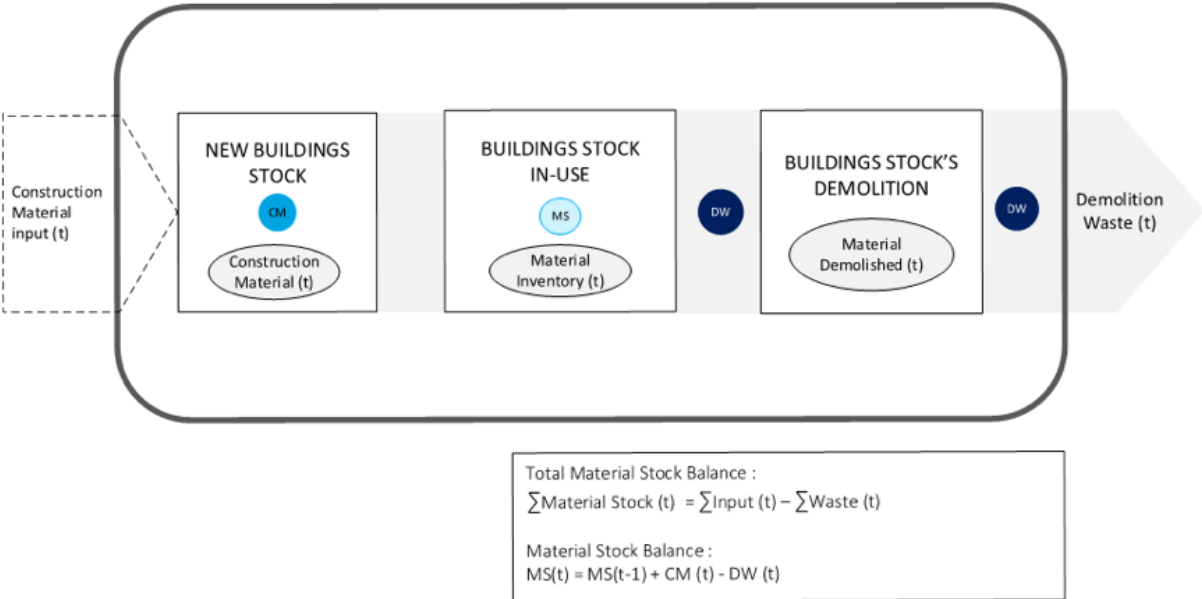 Construction
Material
input (t)
NEW BUILDINGS
STOCK
CM
Construction
Material (t)
BUILDINGS STOCK
IN-USE
MS
Material
Inventory (t)
DW
BUILDINGS STOCK’S
DEMOLITION
Material
Demolished (t)
DW
Demolition
Waste (t)
Total Material Stock Balance :
∑Material Stock (t) = ∑Input (t) – ∑Waste (t)
Material Stock Balance :
MS(t) = MS(t-1) + CM (t) - DW (t)